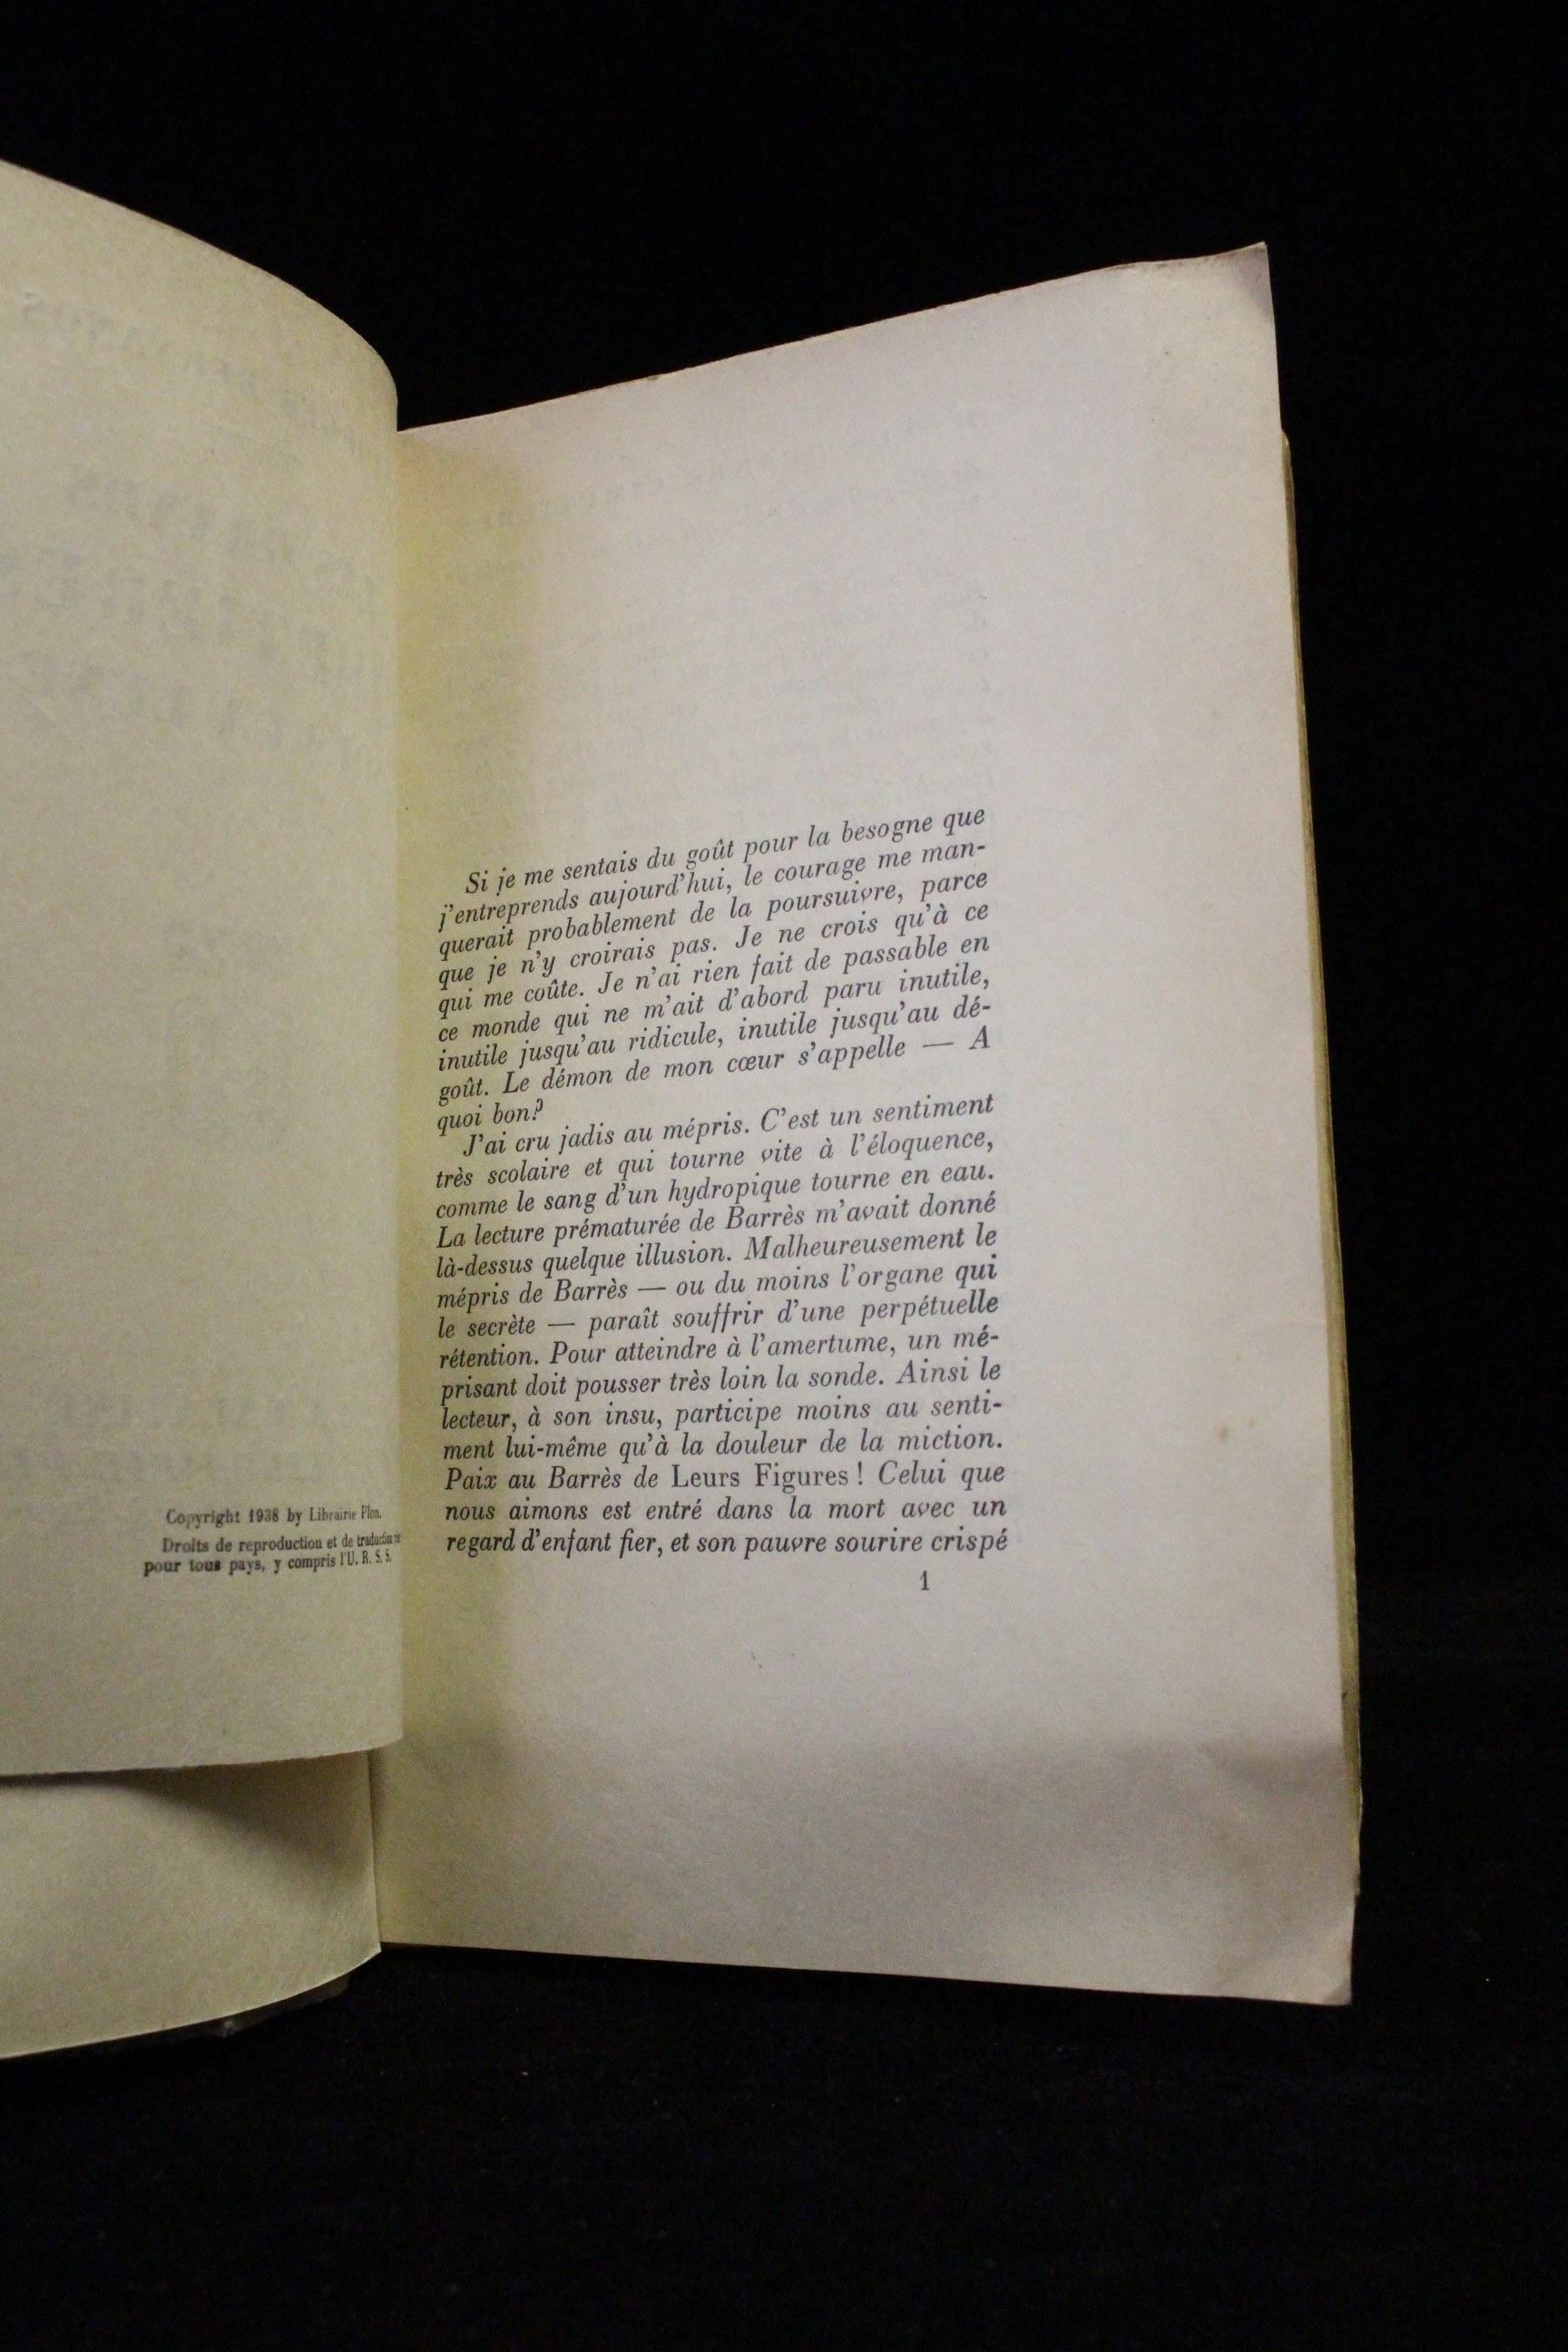 Copyright 1938 by Librairie Plon.
Droits de reproduction et de traduction
pour tous pays, y compris l'U. R. S. S.
Si je me sentais du goût pour la besogne que
j'entreprends aujourd'hui, le courage me man-
querait probablement de la poursuivre, parce
que je n'y croirais pas. Je ne crois qu'à ce
qui me coûte. Je n'ai rien fait de passable en
ce monde qui ne m'ait d'abord paru inutile,
inutile jusqu'au ridicule, inutile jusqu'au dé-
goût. Le démon de mon cœur s'appelle — A
quoi bon?
J'ai cru jadis au mépris. C'est un sentiment
très scolaire et qui tourne vite à l'éloquence,
comme le sang d'un hydropique tourne en eau.
La lecture prématurée de Barrès m'avait donné
là-dessus quelque illusion. Malheureusement le
mépris de Barrès — ou du moins l'organe qui
le secrète — paraît souffrir d'une perpétuelle
rétention. Pour atteindre à l'amertume, un mé-
prisant doit pousser très loin la sonde. Ainsi le
lecteur, à son insu, participe moins au senti-
ment lui-même qu'à la douleur de la miction.
Paix au Barrès de Leurs Figures ! Celui que
nous aimons est entré dans la mort avec un
regard d'enfant fier, et son pauvre sourire crispé
1